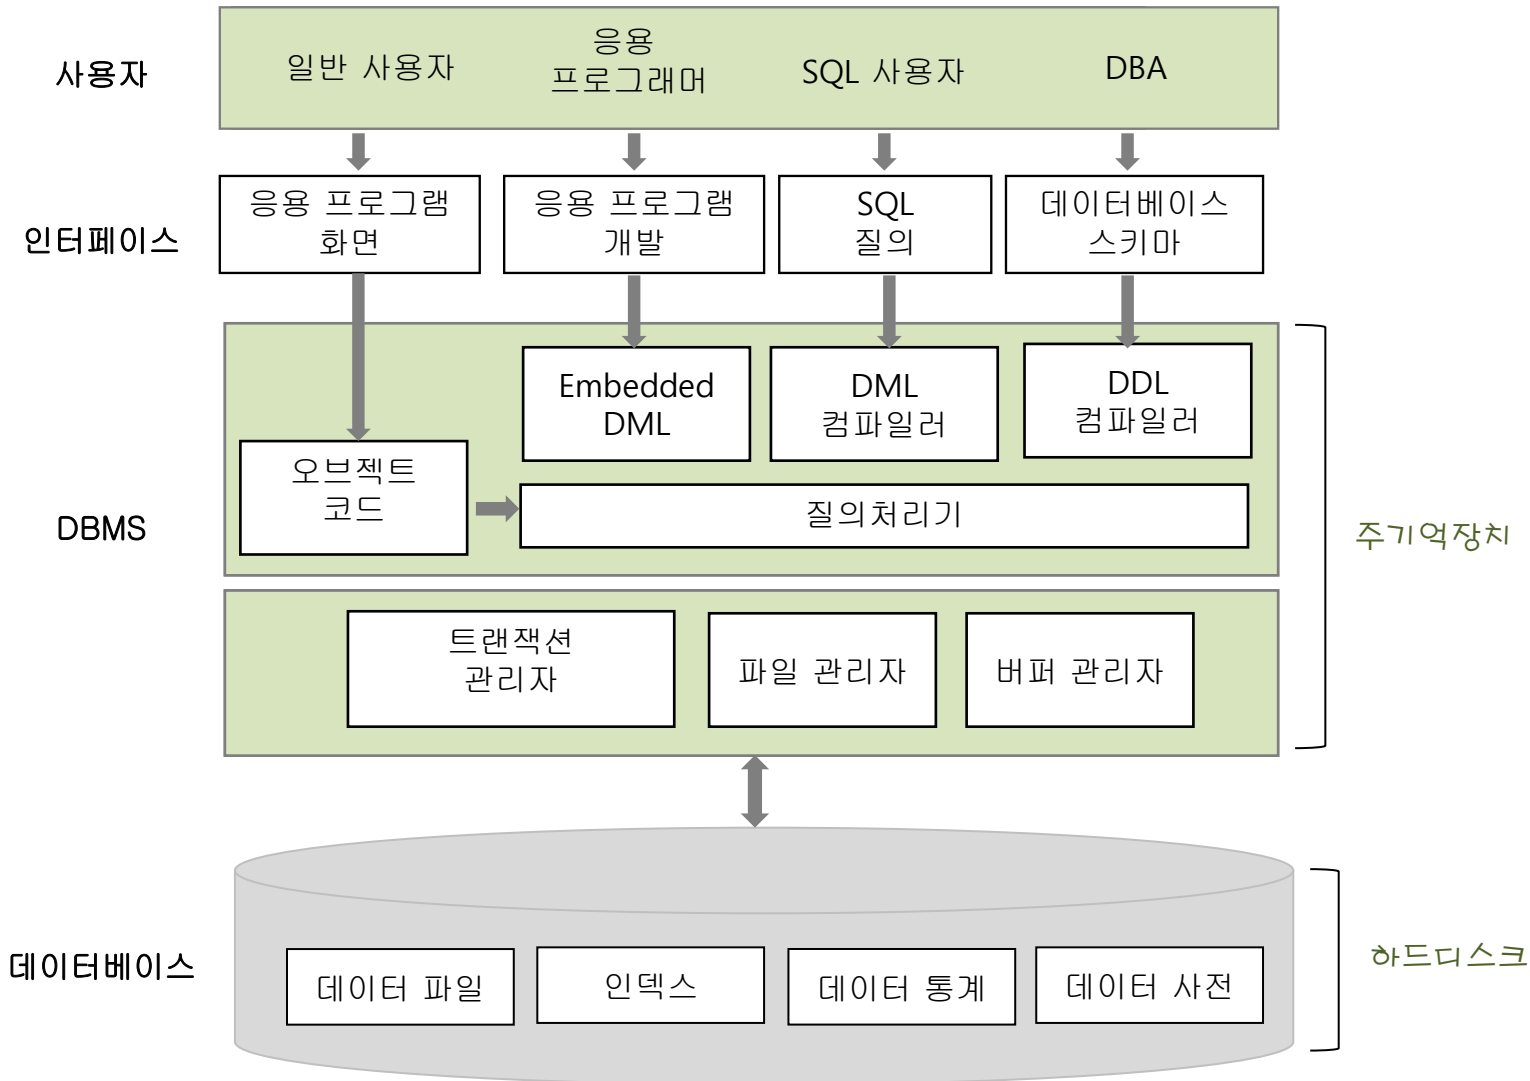 사용자
일반 사용자
응용
프로그래머
SQL 사용자
DBA
인터페이스
응용 프로그램
화면
응용 프로그램
개발
SQL
질의
데이터베이스
스키마
DBMS
Embedded
DML
DML
컴파일러
DDL
컴파일러
오브젝트
코드
질의처리기
주기억장치
트랜잭션
관리자
파일 관리자
버퍼 관리자
데이터베이스
데이터 파일
인덱스
데이터 통계
데이터 사전
하드디스크